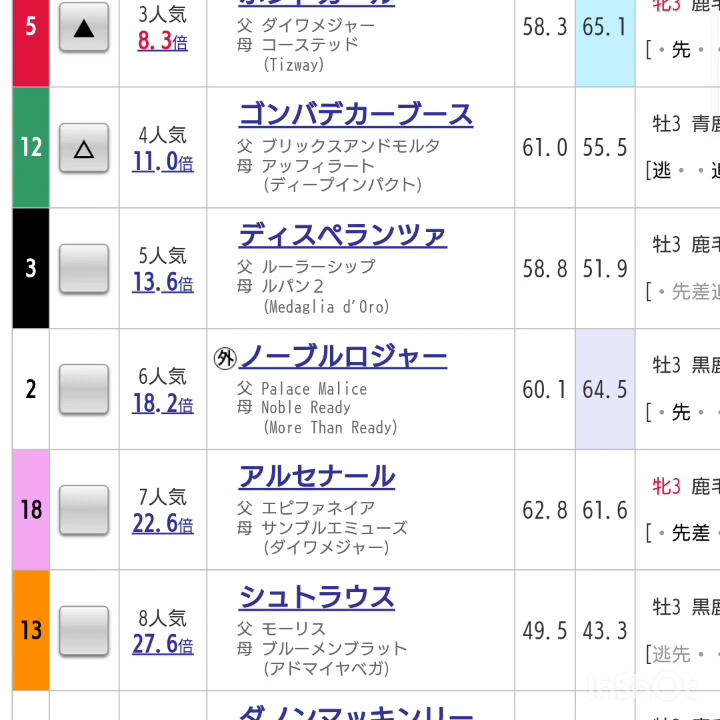 5 ▲ 3人気 8.3倍
父 ダイワメジャー
母 コーステッド
(Tizway)
58.3 65.1
牝3 鹿毛
[・先・・
12 △ 4人気 11.0倍
ゴンバデカーブース
父 ブリックスアンドモルタ
母 アッフィラート
(ディープインパクト)
61.0 55.5
牡3 青鹿
[逃・・追
3 5人気 13.6倍
ディスペランツァ
父 ルーラーシップ
母 ルパン2
(Medaglia d'Oro)
58.8 51.9
牡3 鹿毛
[・先差追
2 6人気 18.2倍
外 ノーブルロジャー
父 Palace Malice
母 Noble Ready
(More Than Ready)
60.1 64.5
牡3 黒鹿
[・先・・
18 7人気 22.6倍
アルセナール
父 エピファネイア
母 サンブルエミューズ
(ダイワメジャー)
62.8 61.6
牝3 鹿毛
[・先差・
13 8人気 27.6倍
シュトラウス
父 モーリス
母 ブルーメンブラット
(アドマイヤベガ)
49.5 43.3
牡3 黒鹿
[逃先・・
ダノンマッキンリー
InShOt